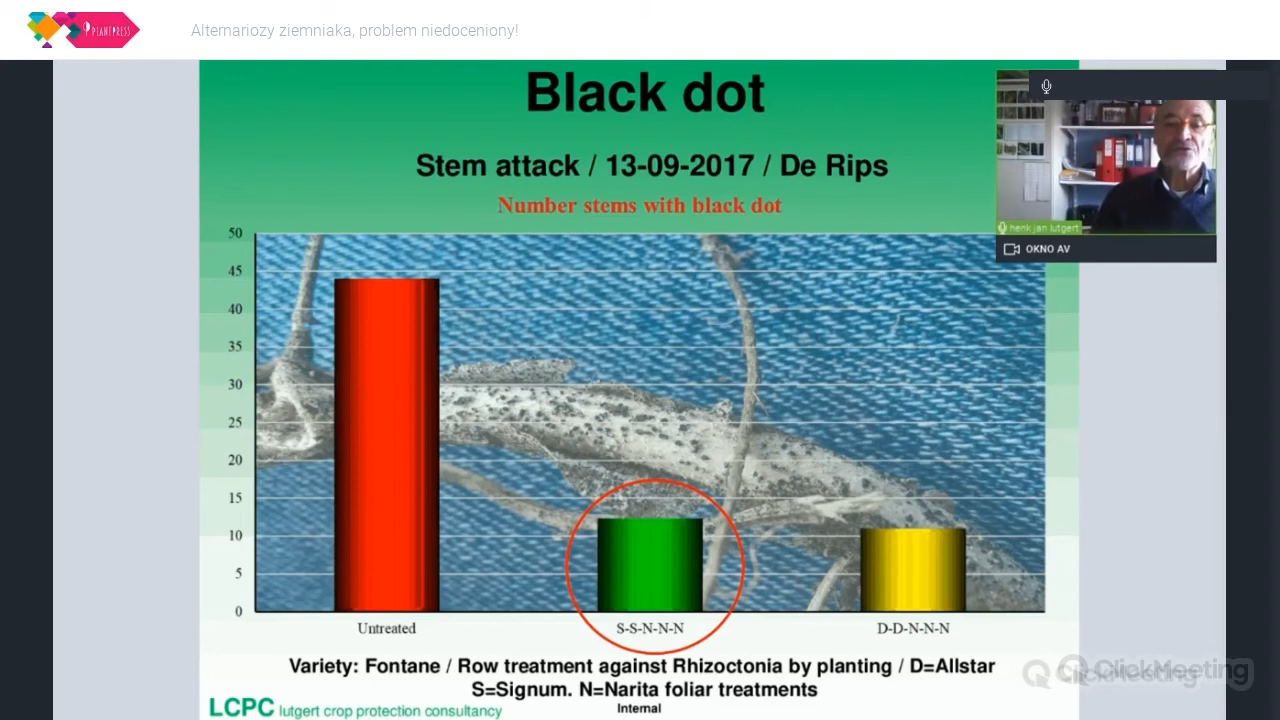 PLANTPRESS
Alternariozy ziemniaka, problem niedoceniony!
Black dot
Stem attack / 13-09-2017 / De Rips
Number stems with black dot
henk jan lutgert
OKNO AV
50
45
40
35
30
25
20
15
10
5
0
Untreated
S-S-N-N-N
D-D-N-N-N
Variety: Fontane / Row treatment against Rhizoctonia by planting / D=Allstar
S=Signum. N=Narita foliar treatments
Internal
LCPC lutgert crop protection consultancy
ClickMeeting
ClickMeeting